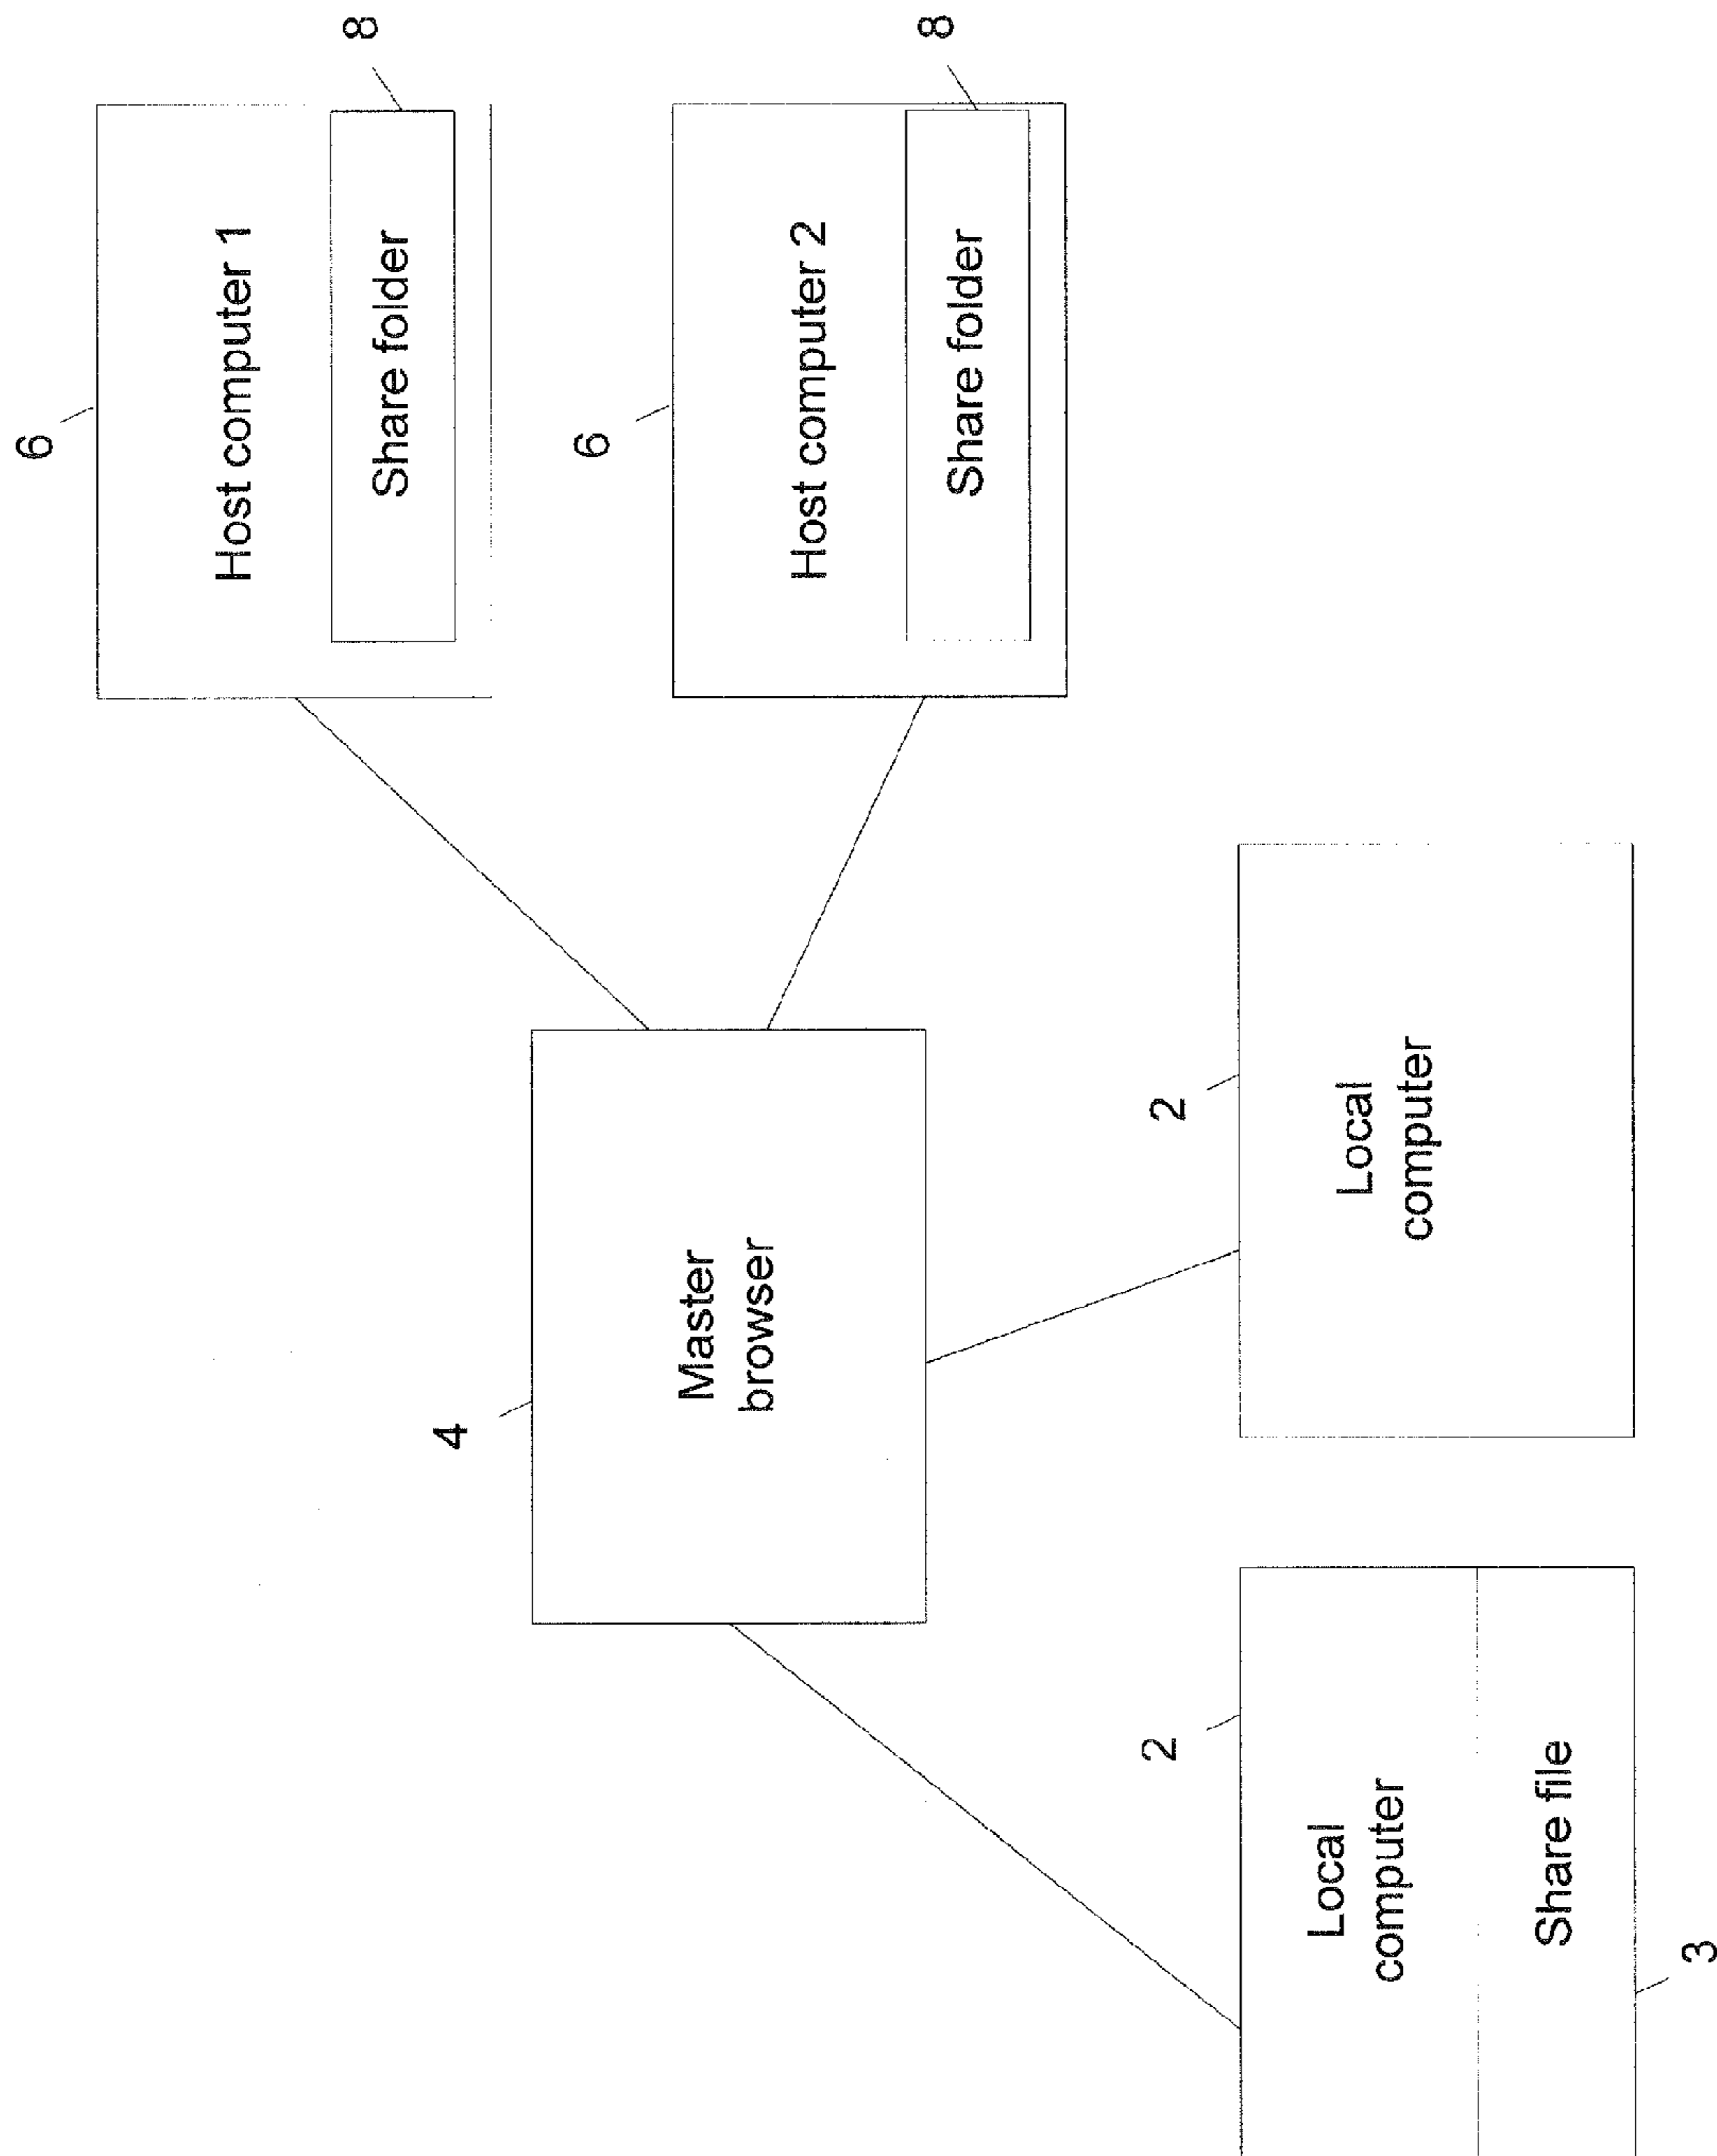 6
Host computer 1
Share folder
8
6
Host computer 2
Share folder
8
4
Master
browser
2
Local
computer
2
Local
computer
Share file
3